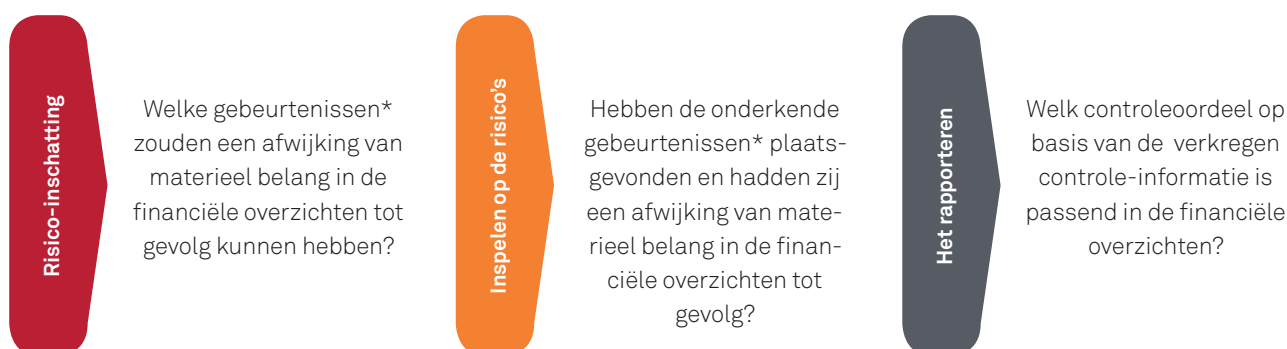 Risico-inschatting
Welke gebeurtenissen*
zouden een afwijking van
materieel belang in de
financiële overzichten tot
gevolg kunnen hebben?
Inspelen op de risico's
Hebben de onderkende
gebeurtenissen* plaats-
gevonden en hadden zij
een afwijking van mate-
rieel belang in de finan-
ciële overzichten tot
gevolg?
Het rapporteren
Welk controleoordeel op
basis van de verkregen
controle-informatie is
passend in de financiële
overzichten?